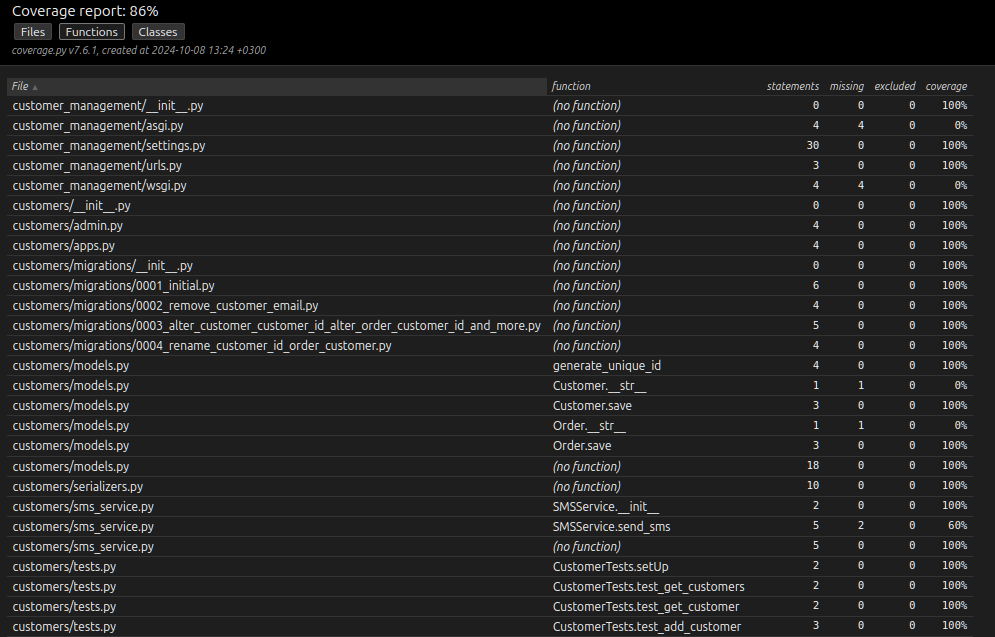 Coverage report: 86%
Files Functions Classes
coverage.py v7.6.1, created at 2024-10-08 13:24 +0300
File ▲ function statements missing excluded coverage
customer_management/__init__.py (no function) 0 0 0 100%
customer_management/asgi.py (no function) 4 4 0 0%
customer_management/settings.py (no function) 30 0 0 100%
customer_management/urls.py (no function) 3 0 0 100%
customer_management/wsgi.py (no function) 4 4 0 0%
customers/__init__.py (no function) 0 0 0 100%
customers/admin.py (no function) 4 0 0 100%
customers/apps.py (no function) 4 0 0 100%
customers/migrations/__init__.py (no function) 0 0 0 100%
customers/migrations/0001_initial.py (no function) 6 0 0 100%
customers/migrations/0002_remove_customer_email.py (no function) 4 0 0 100%
customers/migrations/0003_alter_customer_customer_id_alter_order_customer_id_and_more.py (no function) 5 0 0 100%
customers/migrations/0004_rename_customer_id_order_customer.py (no function) 4 0 0 100%
customers/models.py generate_unique_id 4 0 0 100%
customers/models.py Customer.__str__ 1 1 0 0%
customers/models.py Customer.save 3 0 0 100%
customers/models.py Order.__str__ 1 1 0 0%
customers/models.py Order.save 3 0 0 100%
customers/models.py (no function) 18 0 0 100%
customers/serializers.py (no function) 10 0 0 100%
customers/sms_service.py SMSService.__init__ 2 0 0 100%
customers/sms_service.py SMSService.send_sms 5 2 0 60%
customers/sms_service.py (no function) 5 0 0 100%
customers/tests.py CustomerTests.setUp 2 0 0 100%
customers/tests.py CustomerTests.test_get_customers 2 0 0 100%
customers/tests.py CustomerTests.test_get_customer 2 0 0 100%
customers/tests.py CustomerTests.test_add_customer 3 0 0 100%